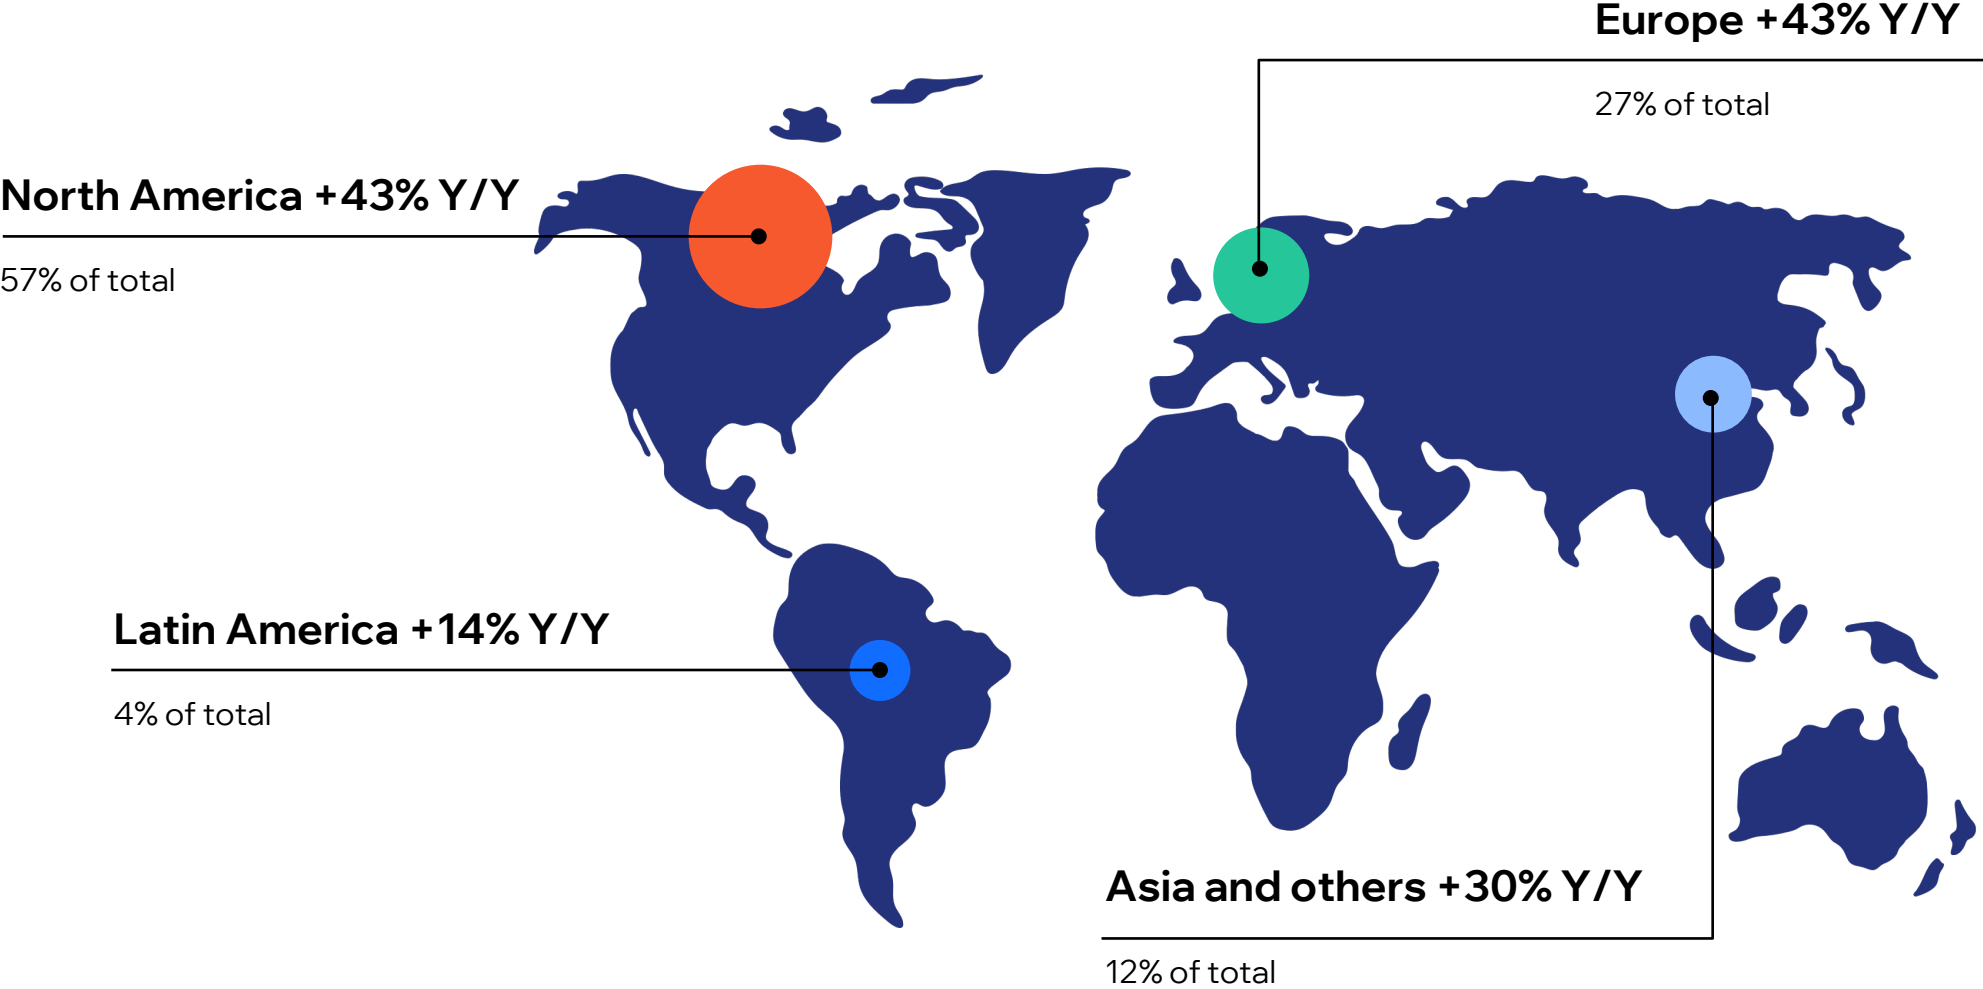 Europe +43% Y/Y
27% of total
North America +43% Y/Y
57% of total
Latin America +14% Y/Y
4% of total
Asia and others +30% Y/Y
12% of total